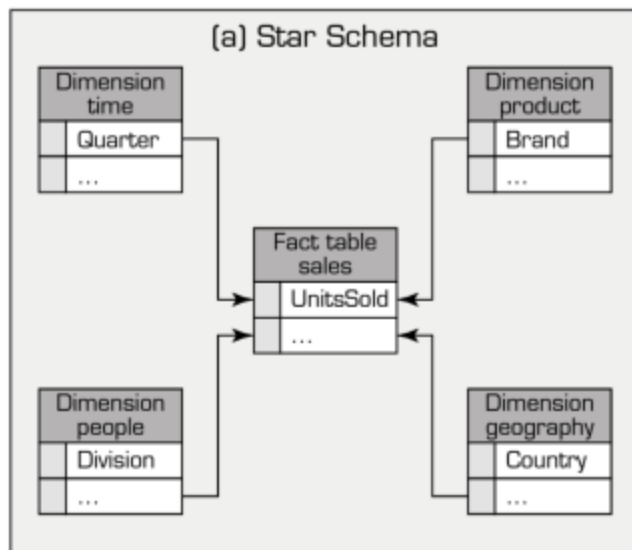 (a) Star Schema
Dimension
time
Quarter
...
Dimension
product
Brand
...
Fact table
sales
UnitsSold
...
Dimension
people
Division
...
Dimension
geography
Country
...